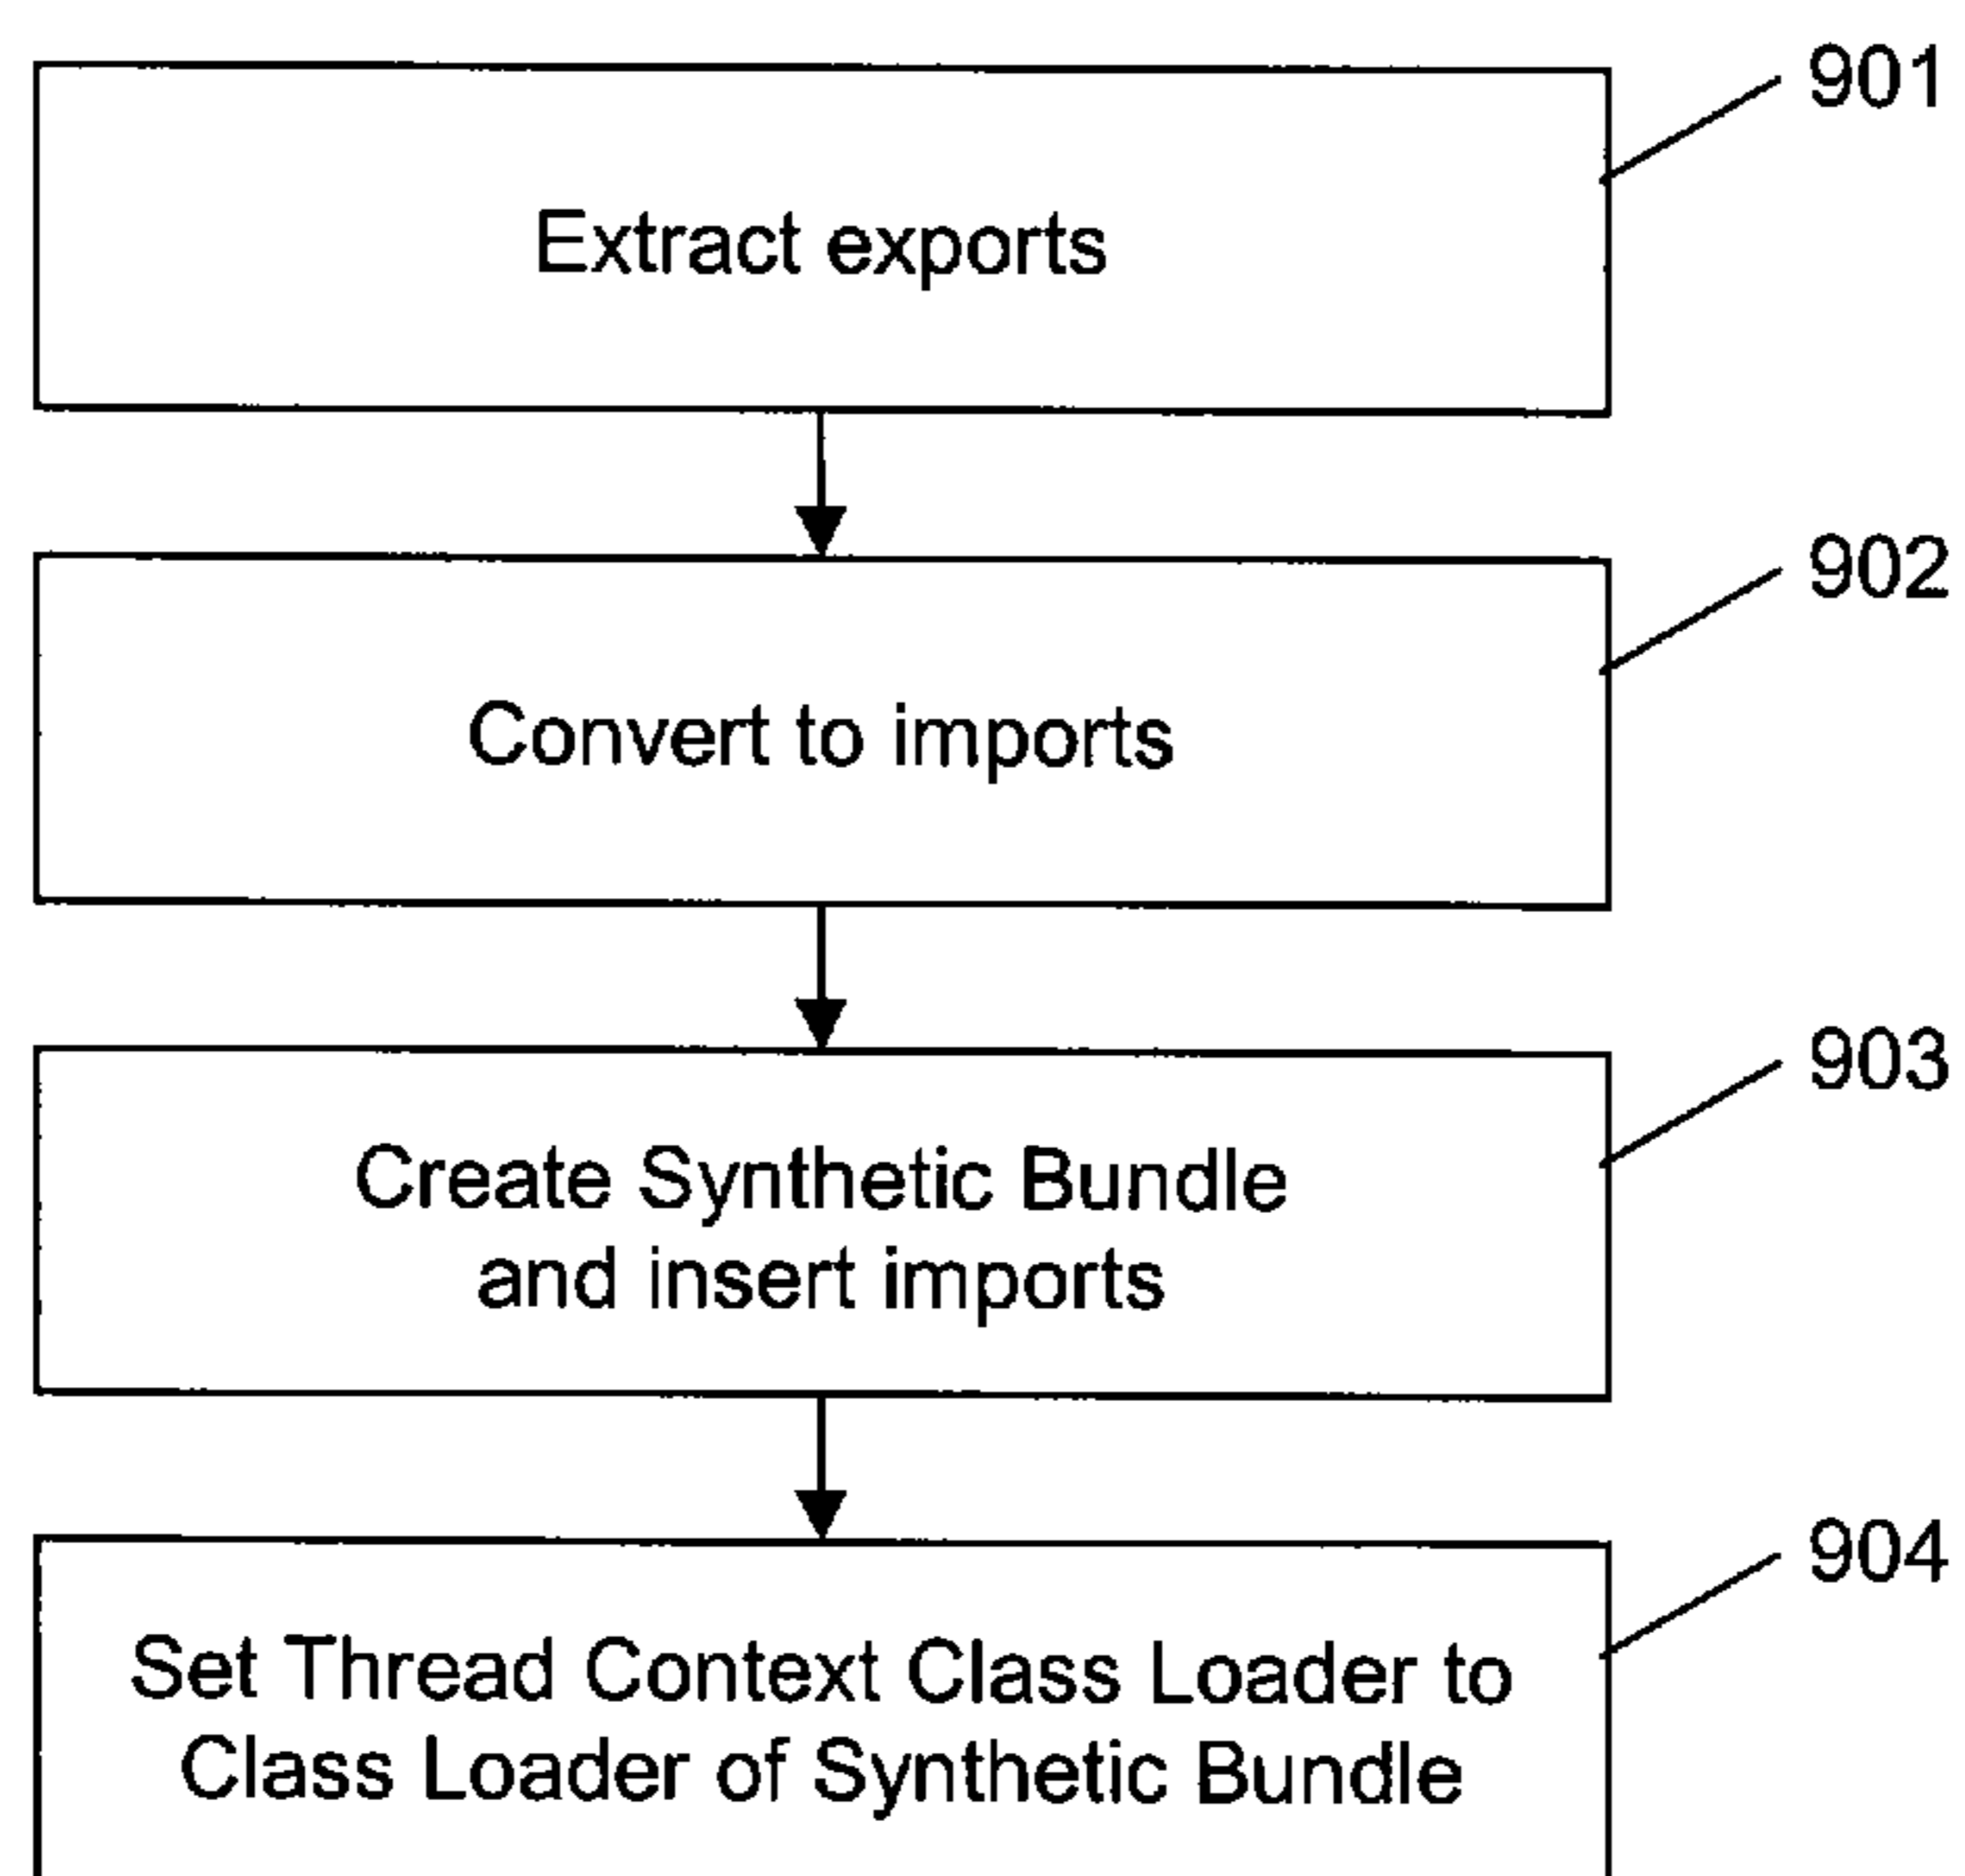 901
Extract exports
902
Convert to imports
903
Create Synthetic Bundle
and insert imports
904
Set Thread Context Class Loader to
Class Loader of Synthetic Bundle